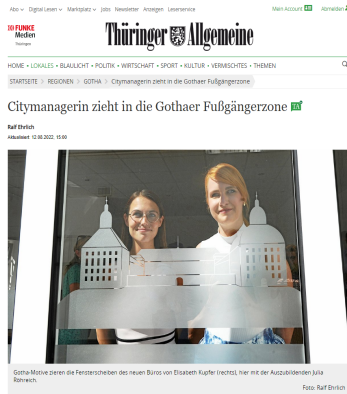 Abo Digital Lesen Marktplatz Jobs Newsletter Anzeigen Leserservice
Mein Account Abmelden
FUNKE
Medien
Thüringen
Thüringer Allgemeine
HOME LOKALES BLAULICHT POLITIK WIRTSCHAFT SPORT KULTUR VERMISCHTES THEMEN
STARTSEITE > REGIONEN > GOTHA > Citymanagerin zieht in die Gothaer Fußgängerzone
Citymanagerin zieht in die Gothaer Fußgängerzone TA+
Ralf Ehrlich
Aktualisiert: 12.08.2022, 15:00
Gotha-Motive zieren die Fensterscheiben des neuen Büros von Elisabeth Kupfer (rechts), hier mit der Auszubildenden Julia
Röhreich.
Foto: Ralf Ehrlich